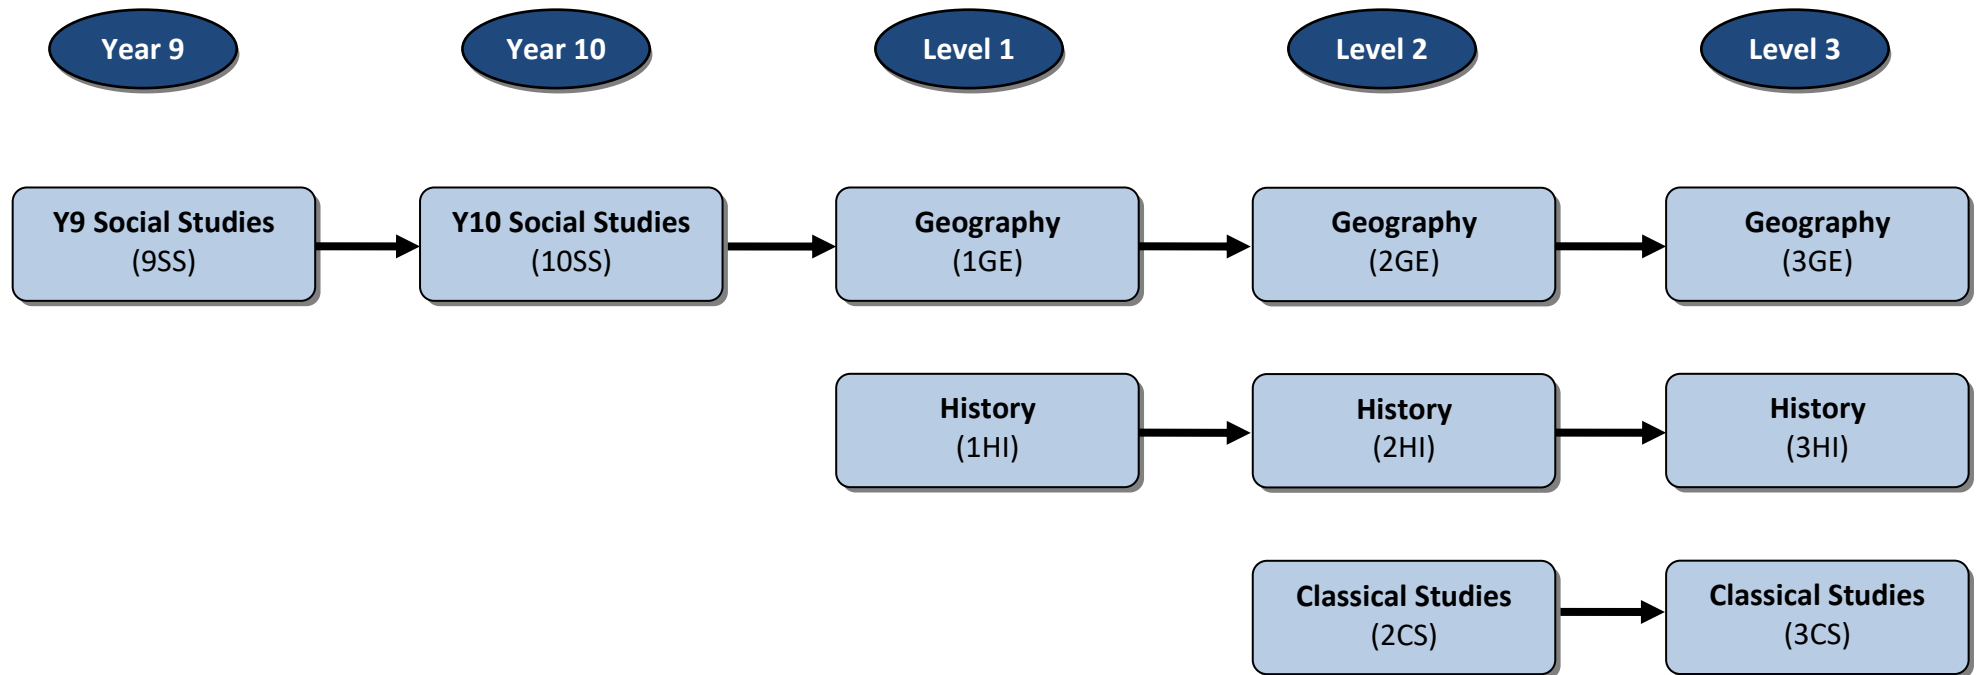 Year 9
Year 10
Level 1
Level 2
Level 3
Y9 Social Studies
(9SS)
Y10 Social Studies
(10SS)
Geography
(1GE)
Geography
(2GE)
Geography
(3GE)
History
(1HI)
History
(2HI)
History
(3HI)
Classical Studies
(2CS)
Classical Studies
(3CS)